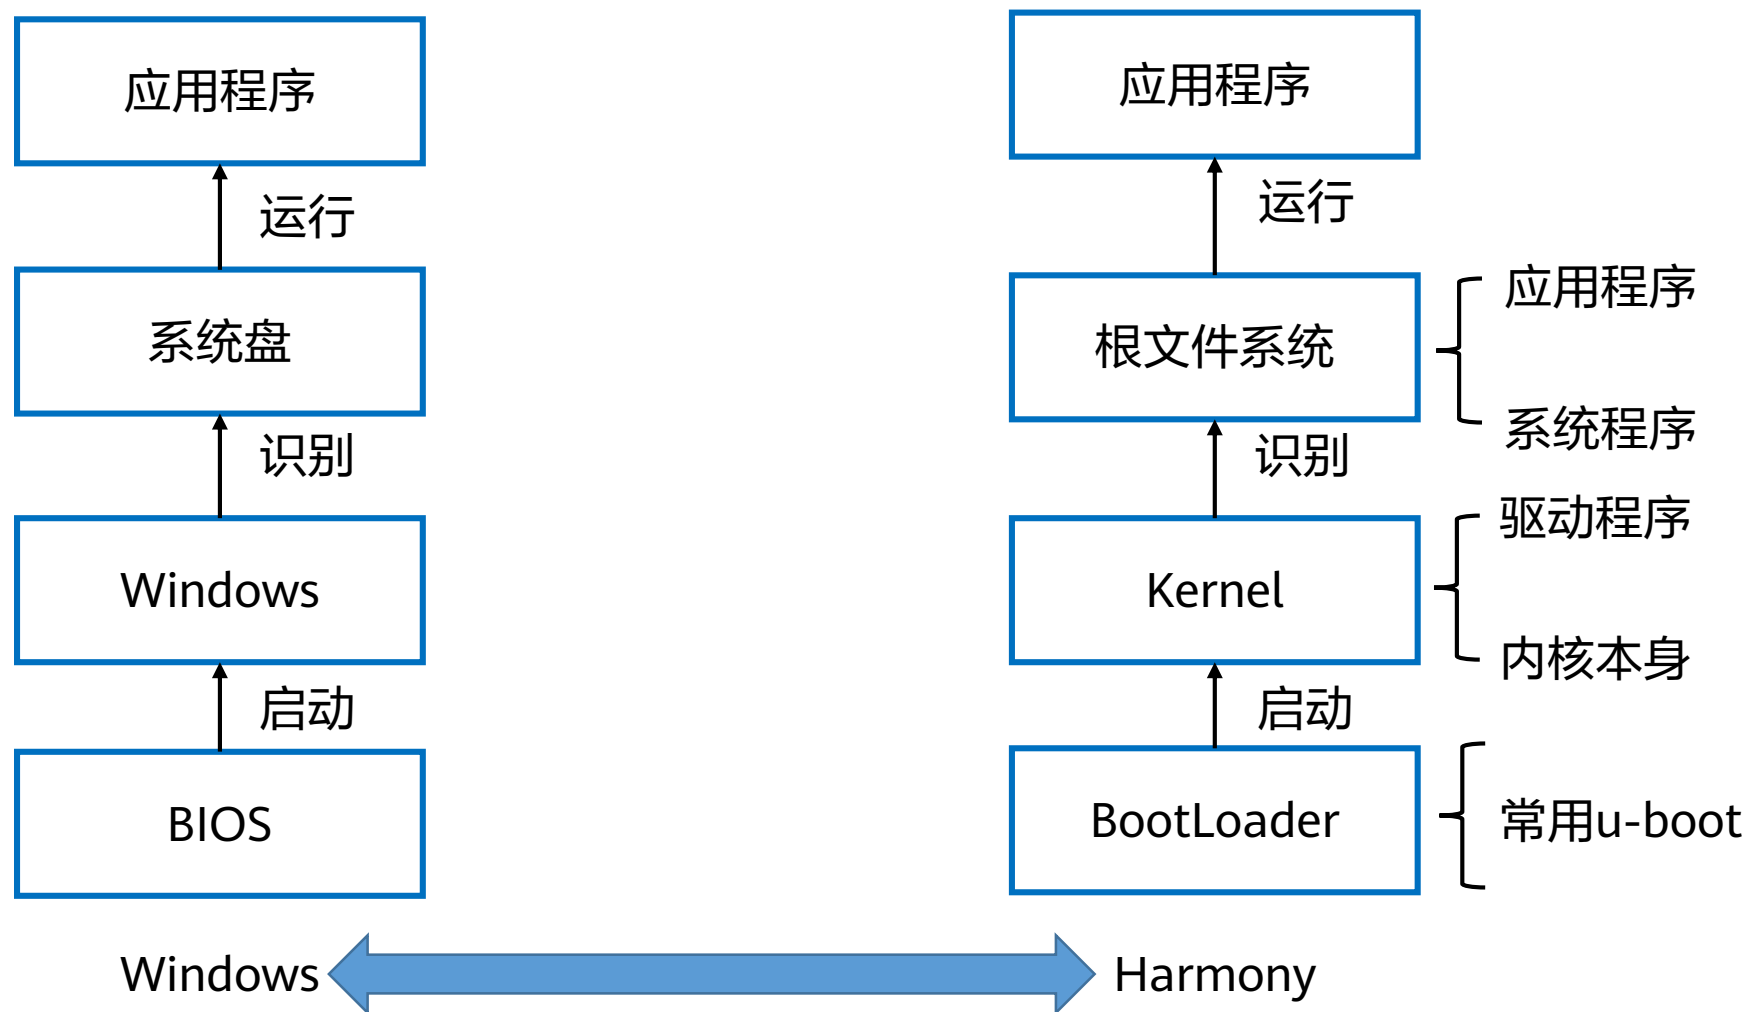 应用程序
运行
系统盘
识别
Windows
启动
BIOS
Windows
应用程序
运行
根文件系统
应用程序
系统程序
识别
Kernel
驱动程序
内核本身
启动
BootLoader
常用u-boot
Harmony